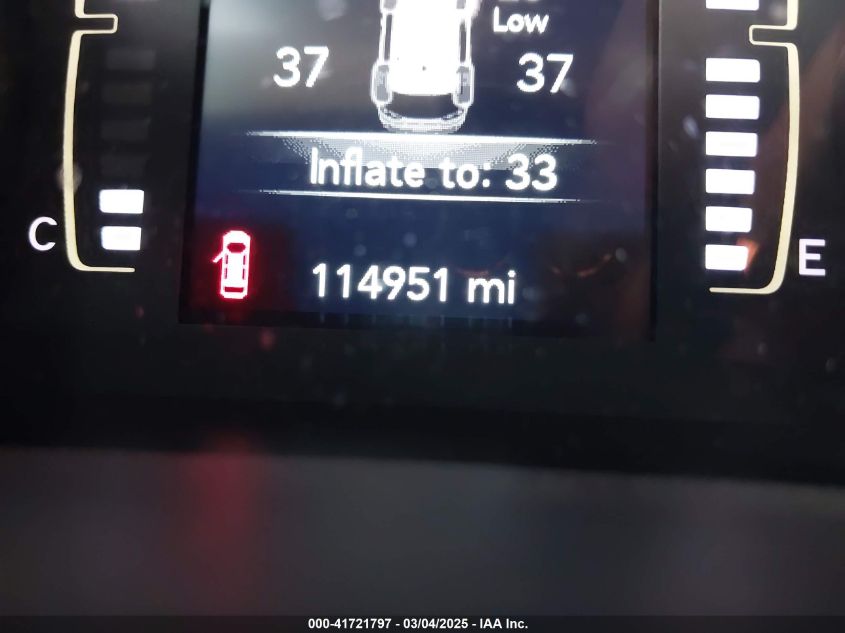 Low
37 37
Inflate to: 33
C E
114951 mi
000-41721797 - 03/04/2025 - IAA Inc.